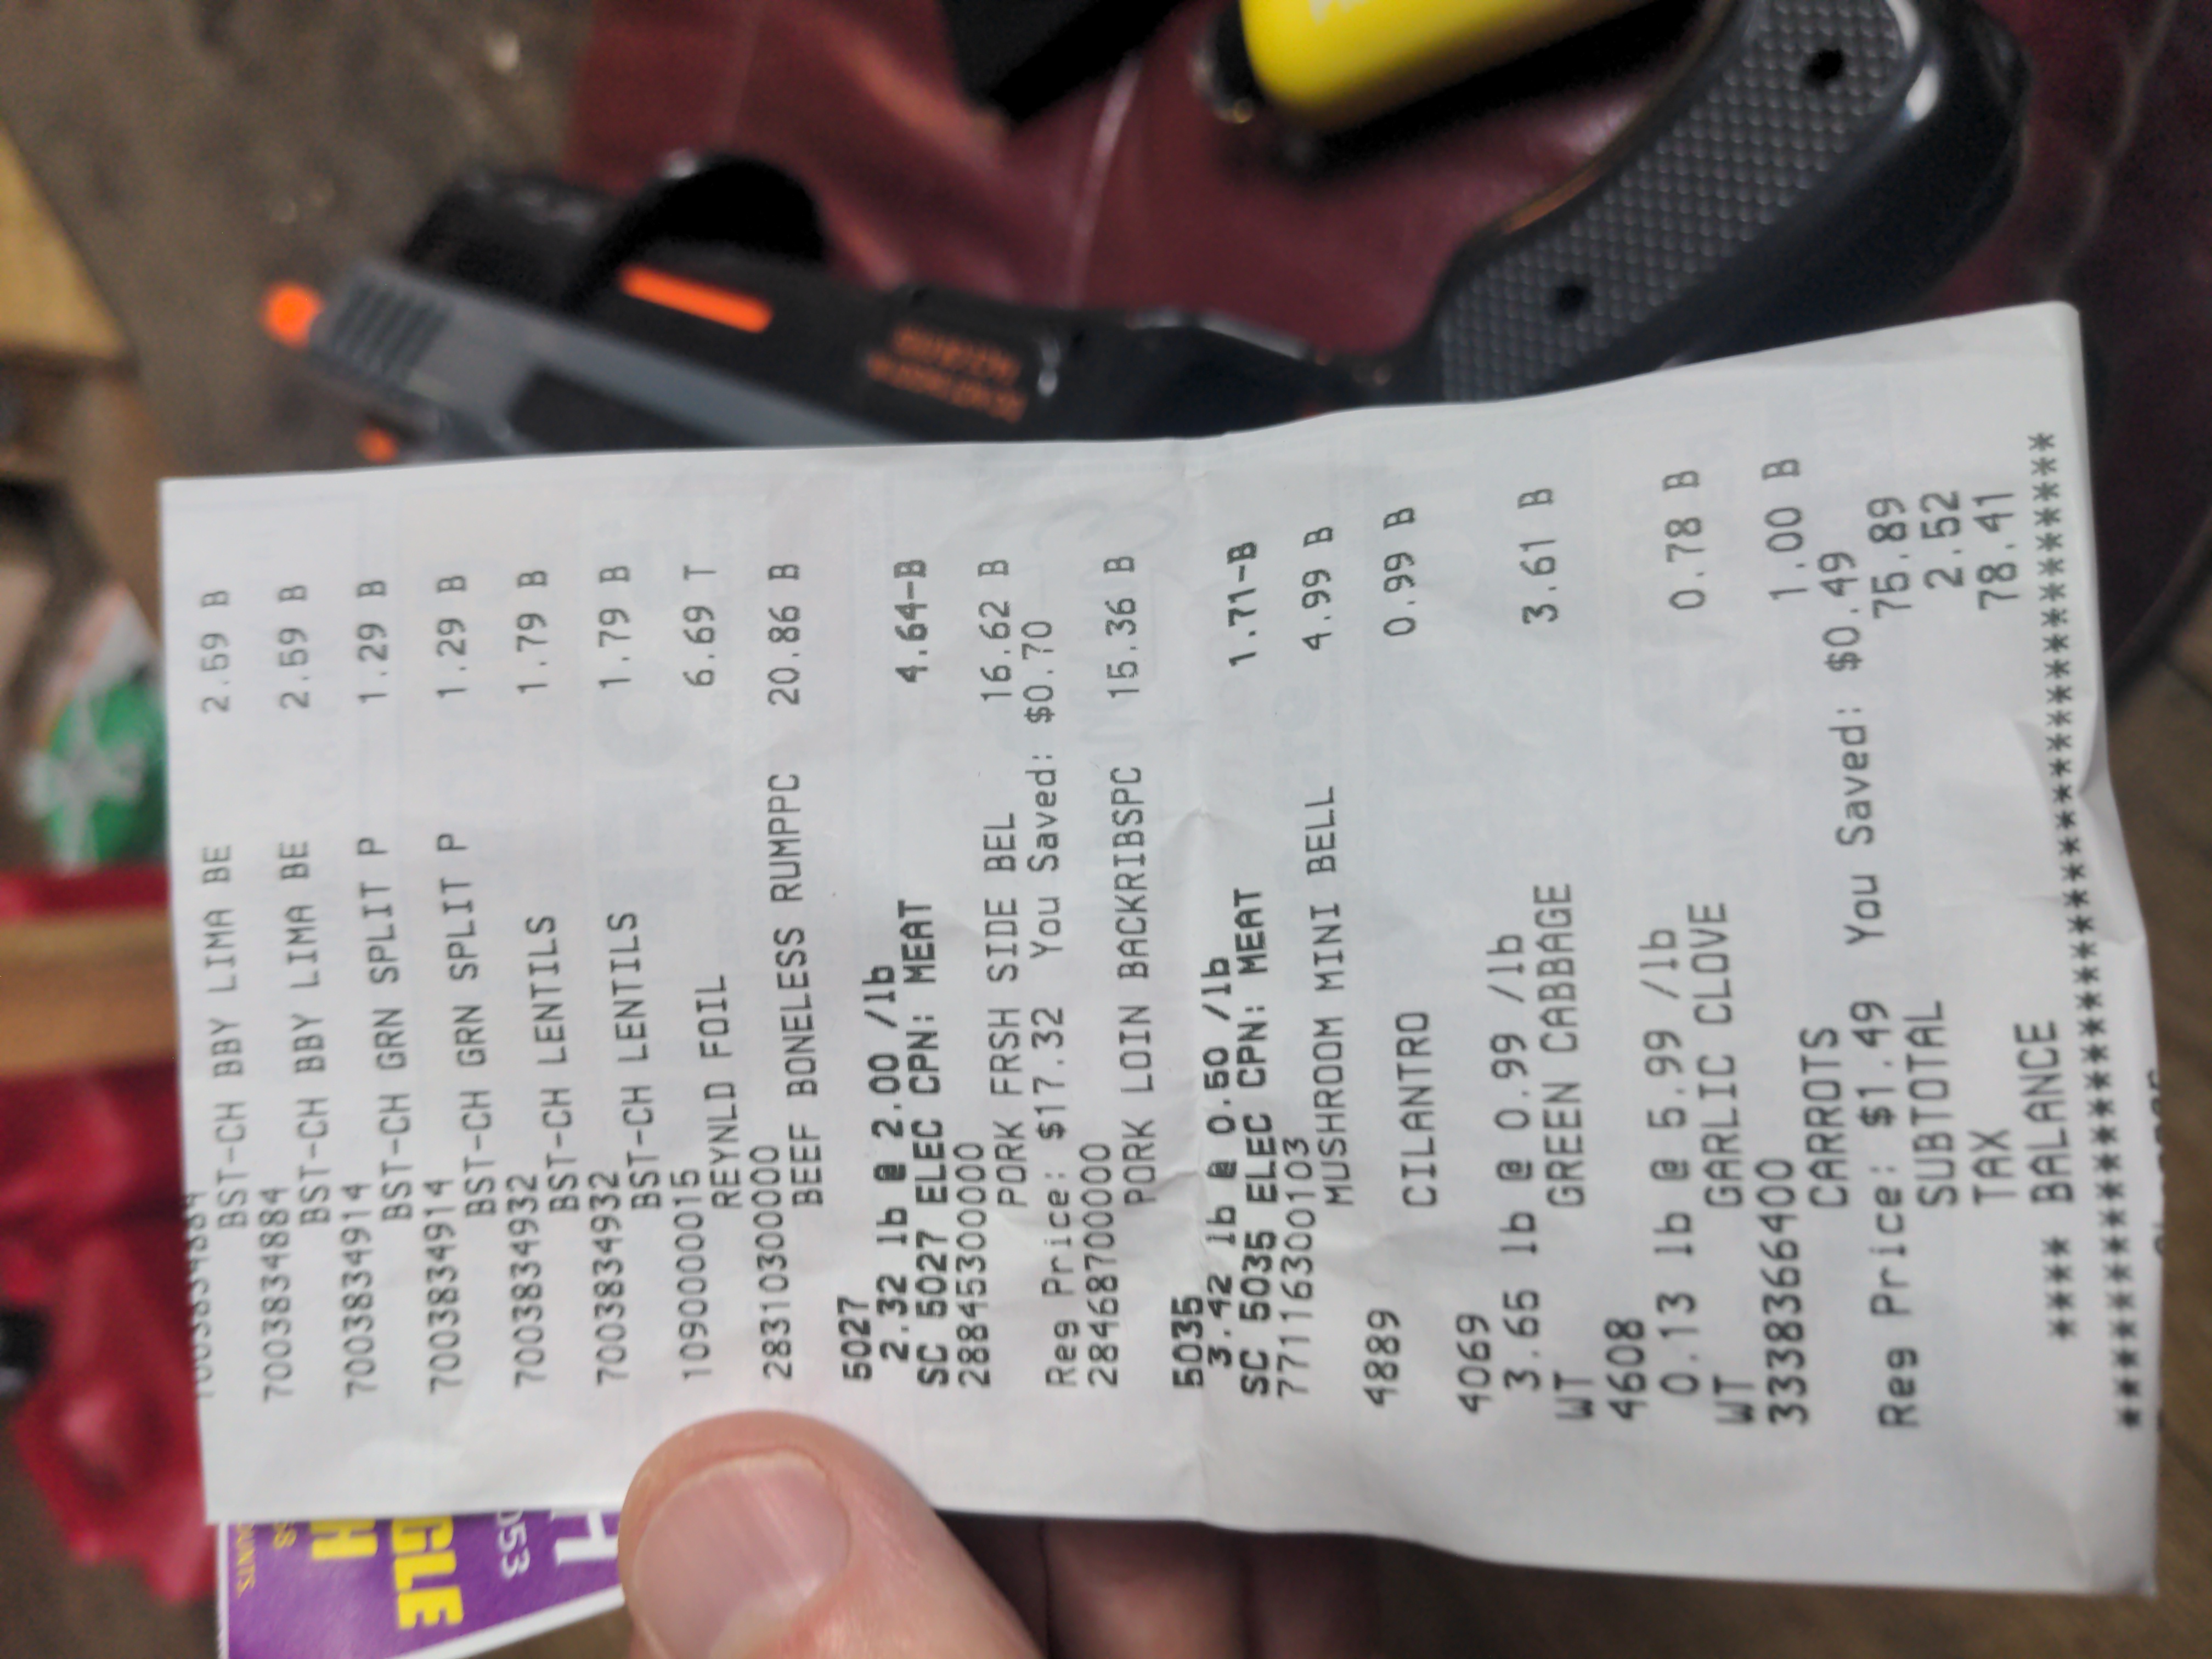 BST-CH BBY LIMA BE 2.59 B
7003834884
BST-CH BBY LIMA BE 2.59 B
7003834914
BST-CH GRN SPLIT P 1.29 B
7003834914
BST-CH GRN SPLIT P 1.29 B
7003834932
BST-CH LENTILS 1.79 B
7003834932
BST-CH LENTILS 1.79 B
1090000015
REYNLD FOIL 6.69 T
28310300000
BEEF BONELESS RUMPPC 20.86 B
5027
2.32 lb @ 2.00 /lb
SC 5027 ELEC CPN: MEAT 4.64-B
28845300000
PORK FRSH SIDE BEL 16.62 B
Reg Price: $17.32 You Saved: $0.70
28468700000
PORK LOIN BACKRIBSPC 15.36 B
5035
3.42 lb @ 0.50 /lb
SC 5035 ELEC CPN: MEAT 1.71-B
77116300103
MUSHROOM MINI BELL 4.99 B
4889
CILANTRO 0.99 B
4069
3.65 lb @ 0.99 /lb
WT GREEN CABBAGE 3.61 B
4608
0.13 lb @ 5.99 /lb
WT GARLIC CLOVE 0.78 B
3338366400
CARROTS 1.00 B
Reg Price: $1.49 You Saved: $0.49
SUBTOTAL 75.89
TAX 2.52
**** BALANCE 78.41
GLE
H
053